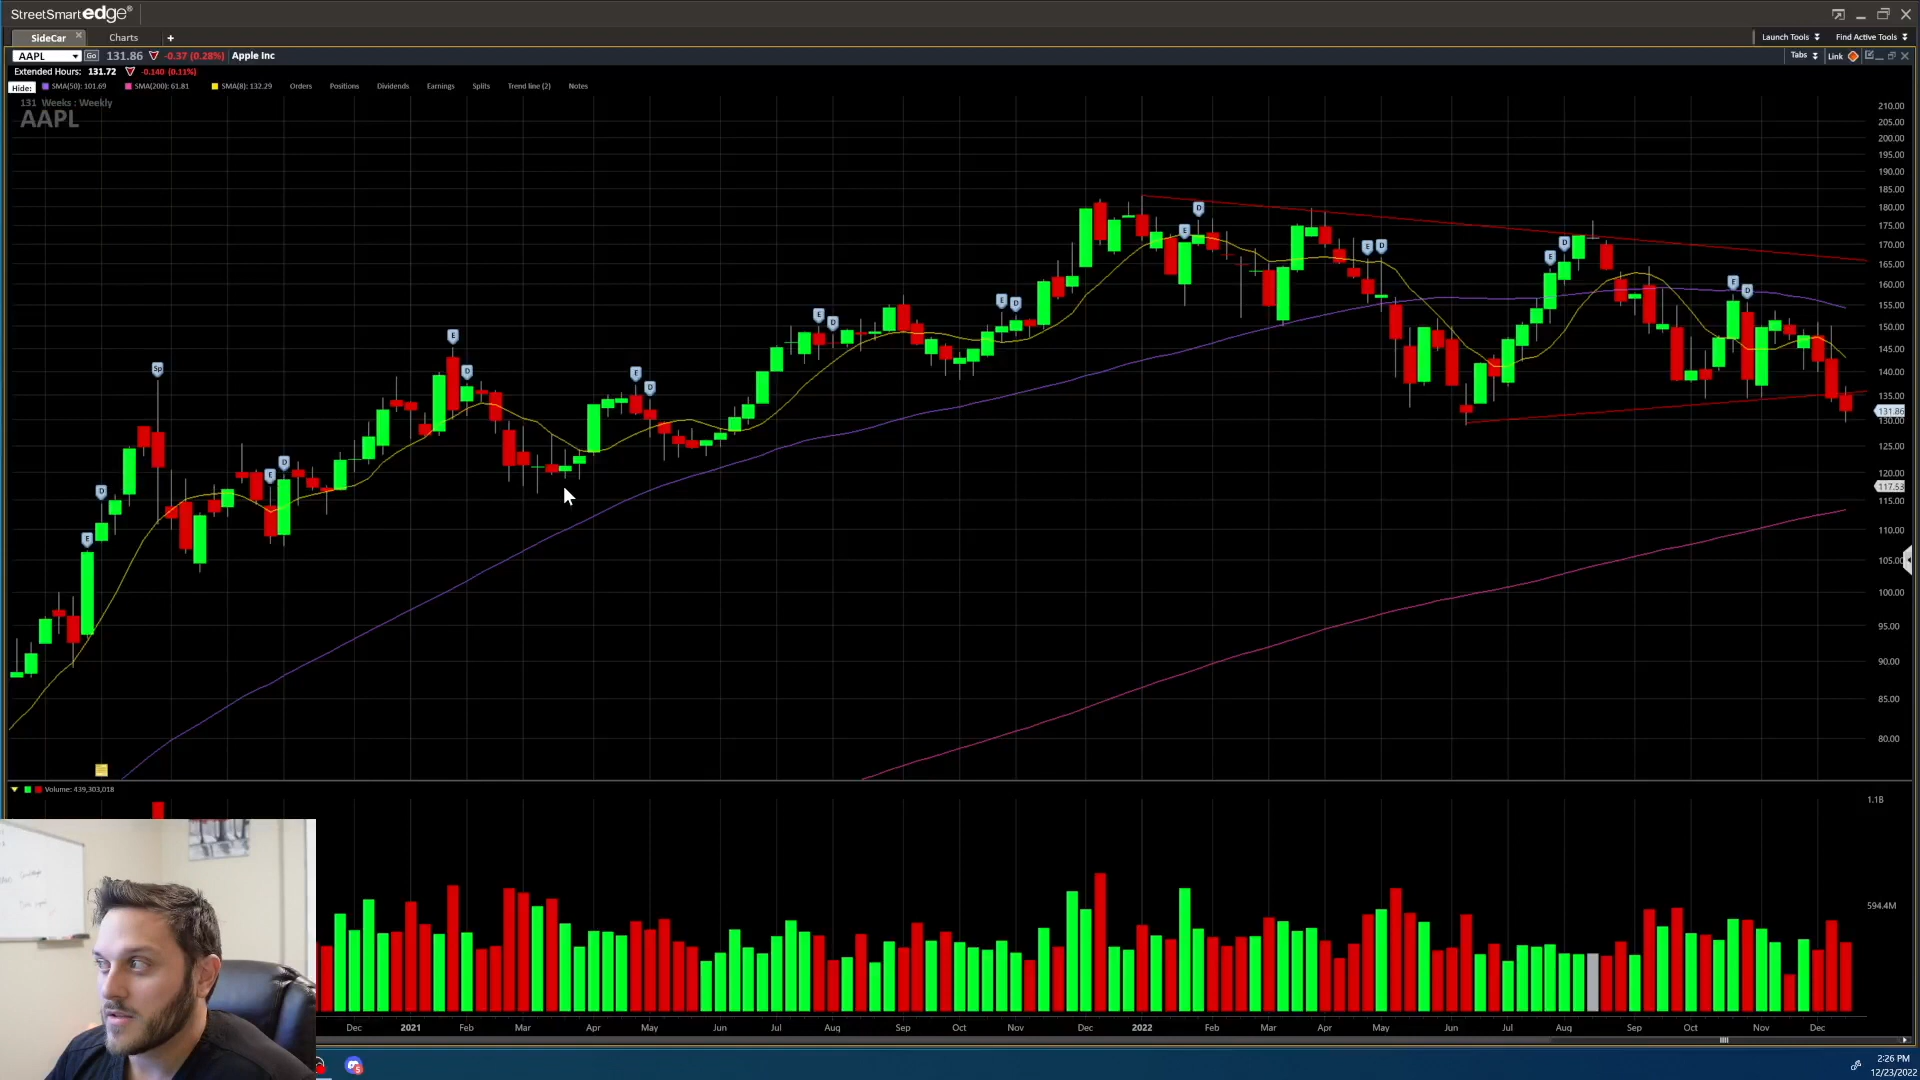 StreetSmartedge®
SideCar
Charts
+
Launch Tools
Find Active Tools
AAPL
Go
131.86
-0.37 (0.28%)
Apple Inc
Tabs
Link
Extended Hours:
131.72
-0.140 (0.11%)
Hide:
SMA(50): 101.69
SMA(200): 61.81
SMA(8): 132.29
Orders
Positions
Dividends
Earnings
Splits
Trend line (2)
Notes
131 Weeks : Weekly
AAPL
210.00
205.00
200.00
195.00
190.00
185.00
180.00
175.00
170.00
165.00
160.00
155.00
150.00
145.00
140.00
135.00
131.86
130.00
125.00
120.00
117.53
115.00
110.00
105.00
100.00
95.00
90.00
85.00
80.00
E
D
Sp
E
D
E
D
E
D
E
D
E
D
E
D
E
D
E
D
E
D
Volume: 439,303,018
1.1B
594.4M
Dec
2021
Feb
Mar
Apr
May
Jun
Jul
Aug
Sep
Oct
Nov
Dec
2022
Feb
Mar
Apr
May
Jun
Jul
Aug
Sep
Oct
Nov
Dec
2:26 PM
12/23/2022